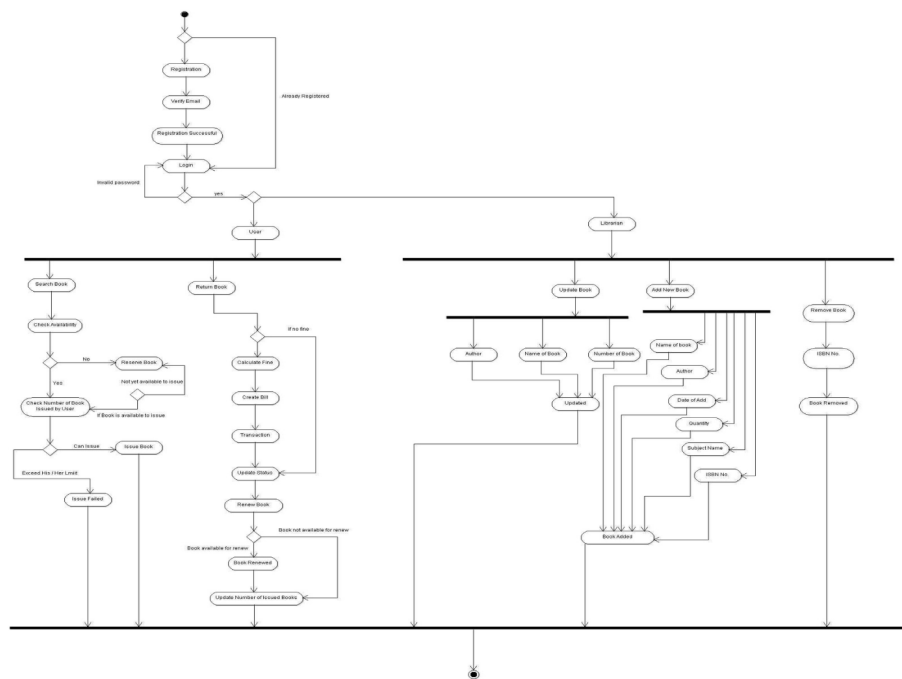 Registration
Already Registered
Verify Email
Registration Successful
Login
Invalid password
yes
User
Librarian
Search Book
Return Book
Update Book
Add New Book
Remove Book
Check Availability
If no fine
Name of book
Author
Name of Book
Number of Book
ISBN No.
No
Reserve Book
Calculate Fine
Author
Yes
Not yet available to issue
Create Bill
Updated
Date of Add
Book Removed
Check Number of Book
Issued by User
If Book is available to issue
Quantity
Transaction
Can Issue
Issue Book
Subject Name
Exceed His / Her Limit
Update Status
ISBN No.
Issue Failed
Renew Book
Book not available for renew
Book Added
Book available for renew
Book Renewed
Update Number of Issued Books